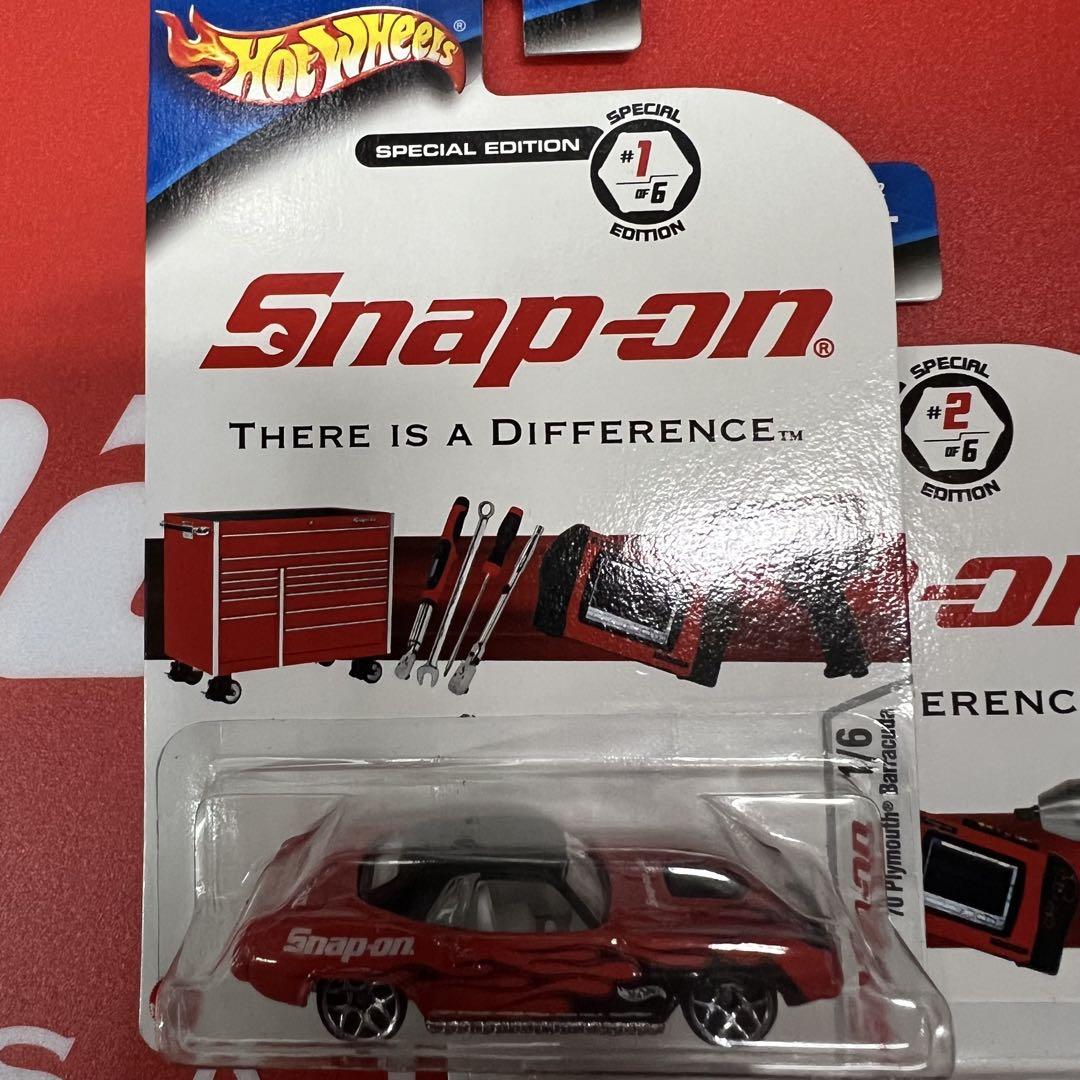 HOT WHEELS®
SPECIAL EDITION
SPECIAL
#1
OF 6
EDITION
Snap-on®
THERE IS A DIFFERENCE™
Snap-on
1/6
70 Plymouth® Barracuda
Snap-on
SPECIAL
#2
OF 6
EDITION